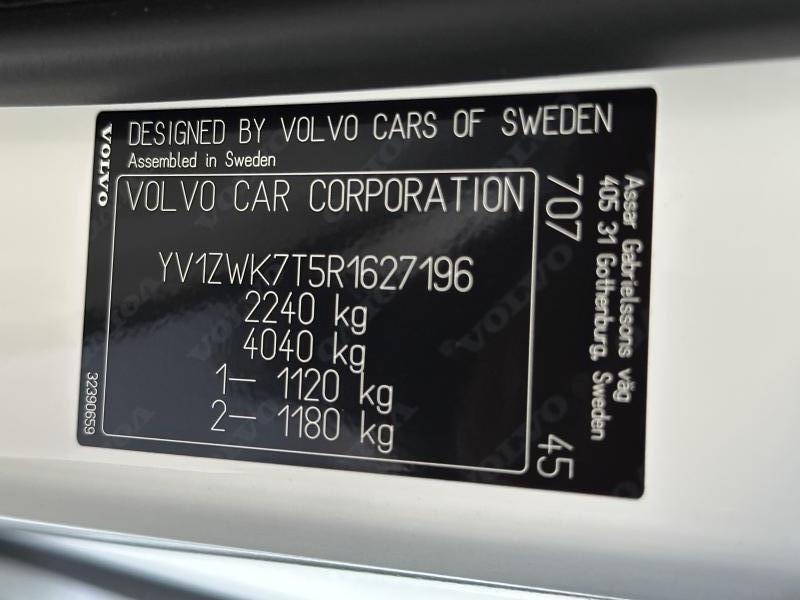 VOLVO
DESIGNED BY VOLVO CARS OF SWEDEN
Assembled in Sweden
VOLVO CAR CORPORATION
YV1ZWK7T5R1627196
2240 kg
4040 kg
1– 1120 kg
2– 1180 kg
707
45
Assar Gabrielssons väg
405 31 Gothenburg, Sweden
32390659